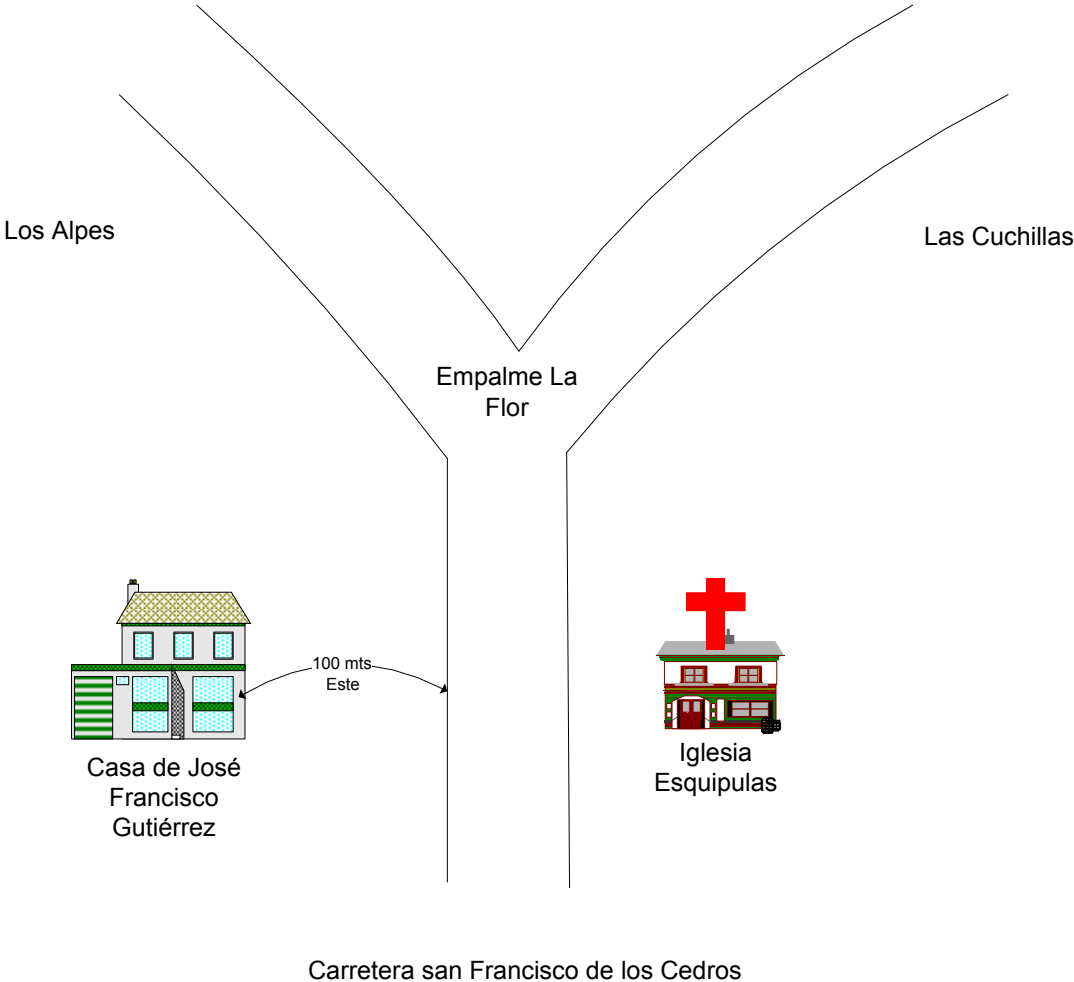 Los Alpes
Las Cuchillas
Empalme La
Flor
100 mts
Este
Casa de José
Francisco
Gutiérrez
Iglesia
Esquipulas
Carretera san Francisco de los Cedros